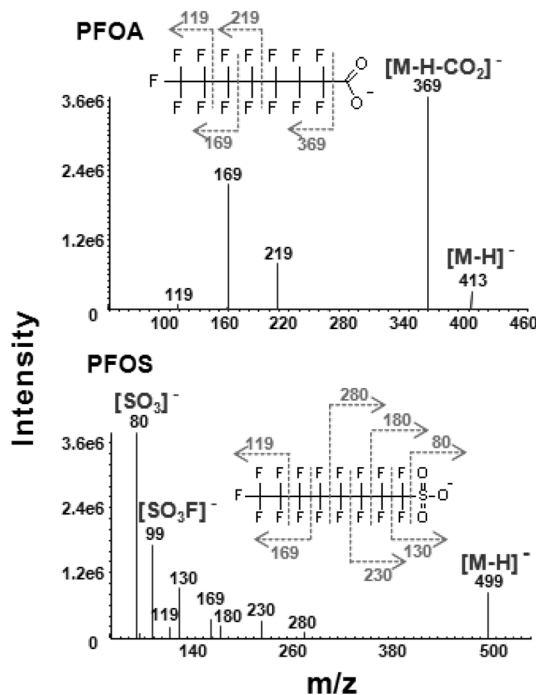 PFOA
119 219
F F F F F F F
F
F F F F F F F
O
O⁻
169 369
[M-H-CO₂]⁻
369
3.6e6
2.4e6
1.2e6
0
169
219
119
[M-H]⁻
413
100 160 220 280 340 400 460
Intensity
PFOS
[SO₃]⁻
80
3.6e6
2.4e6
1.2e6
0
[SO₃F]⁻
99
130
119
169
180
230
280
280
180
119 80
F F F F F F F F O
F S O⁻
F F F F F F F F O
169 130
230
[M-H]⁻
499
140 260 380 500
m/z